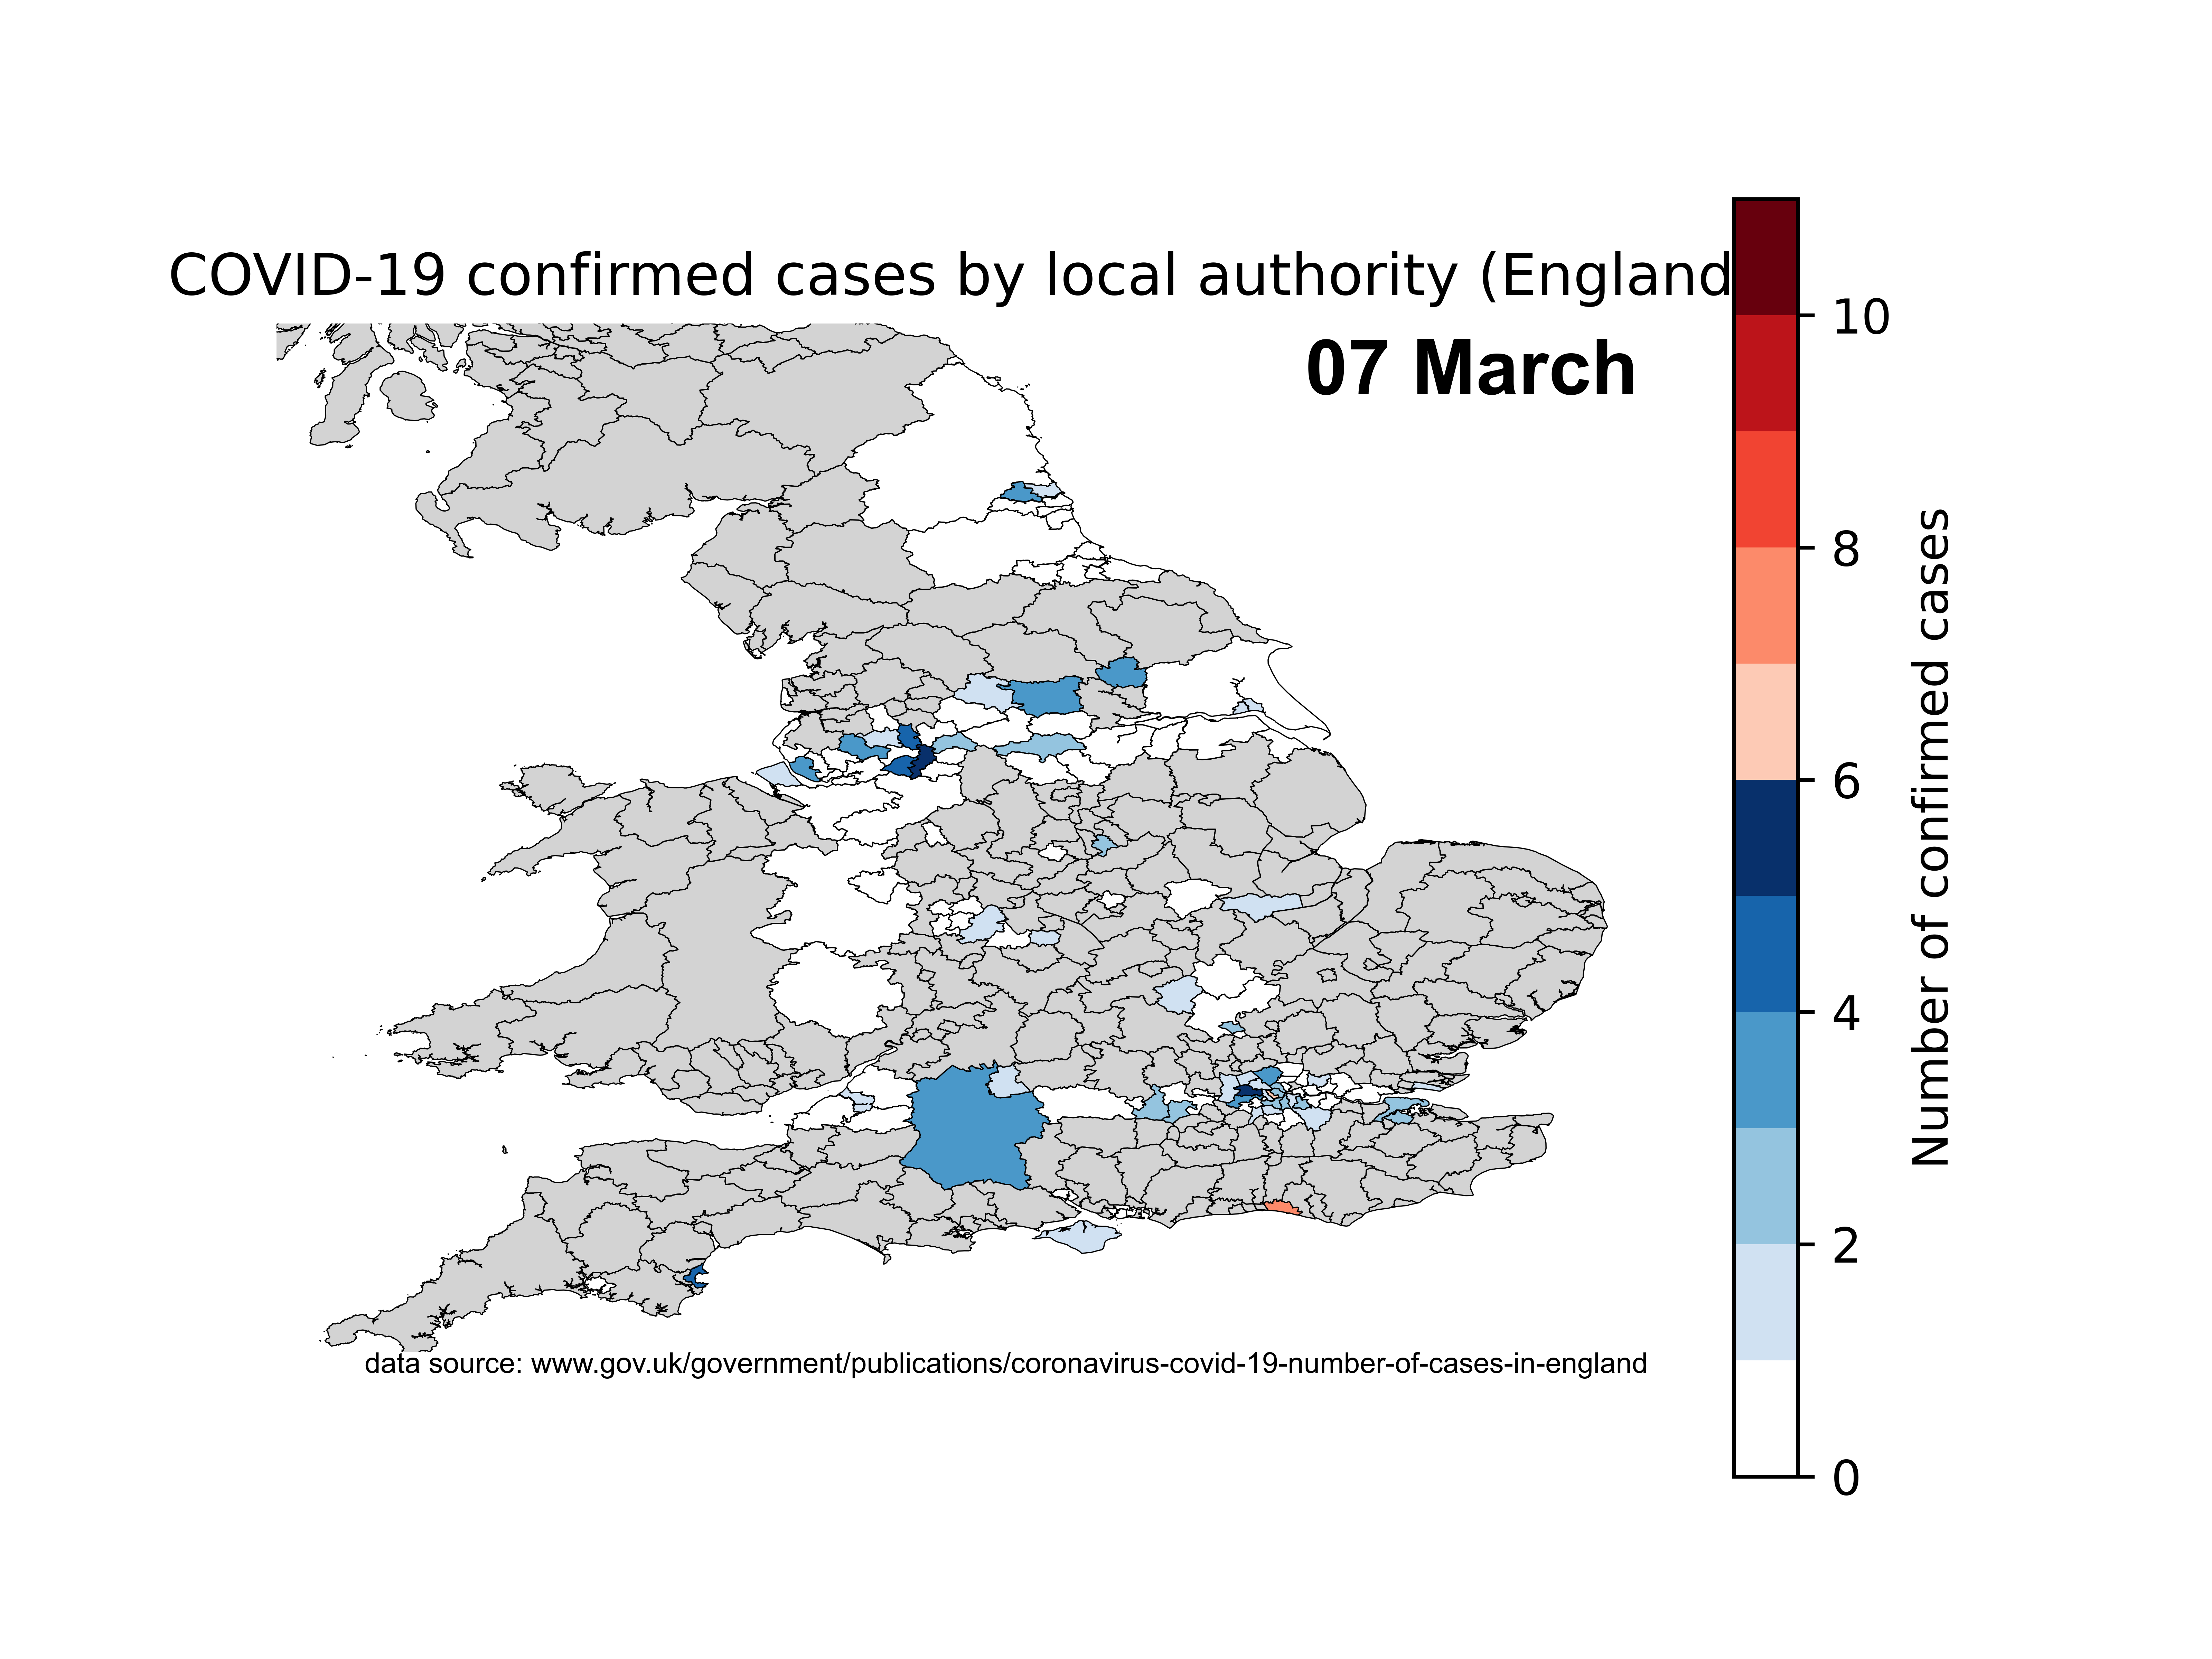 COVID-19 confirmed cases by local authority (England
07 March
10
8
6
4
2
0
Number of confirmed cases
data source: www.gov.uk/government/publications/coronavirus-covid-19-number-of-cases-in-england